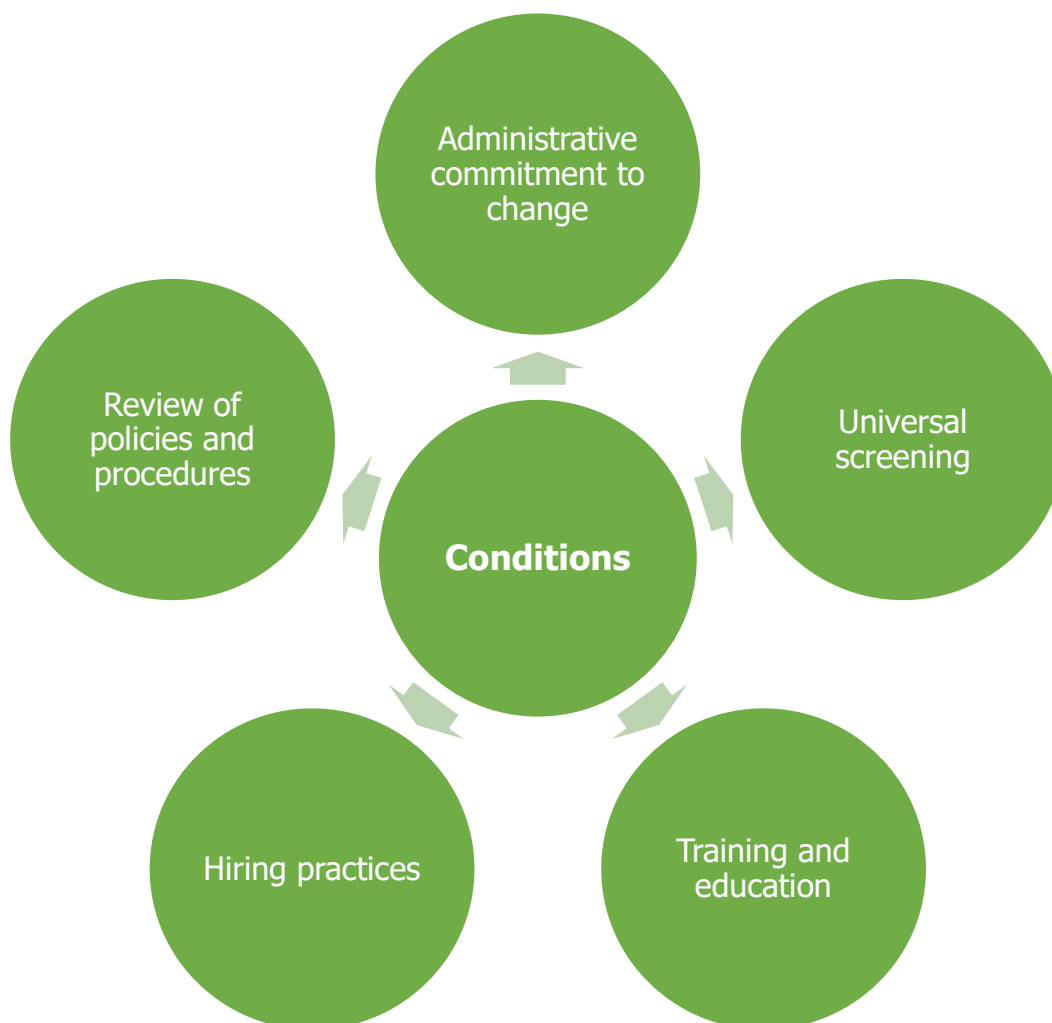 Administrative
commitment to
change
Universal
screening
Training and
education
Hiring practices
Review of
policies and
procedures
Conditions